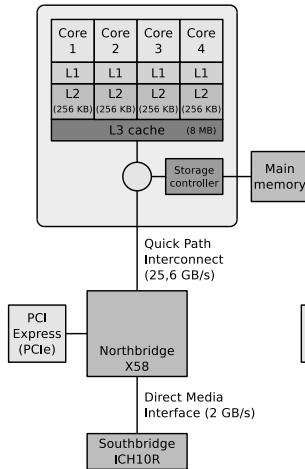 Core 1
Core 2
Core 3
Core 4
L1
L1
L1
L1
L2 (256 KB)
L2 (256 KB)
L2 (256 KB)
L2 (256 KB)
L3 cache (8 MB)
Storage
controller
Main
memory
Quick Path
Interconnect
(25,6 GB/s)
PCI
Express
(PCIe)
Northbridge
X58
Direct Media
Interface (2 GB/s)
Southbridge
ICH10R